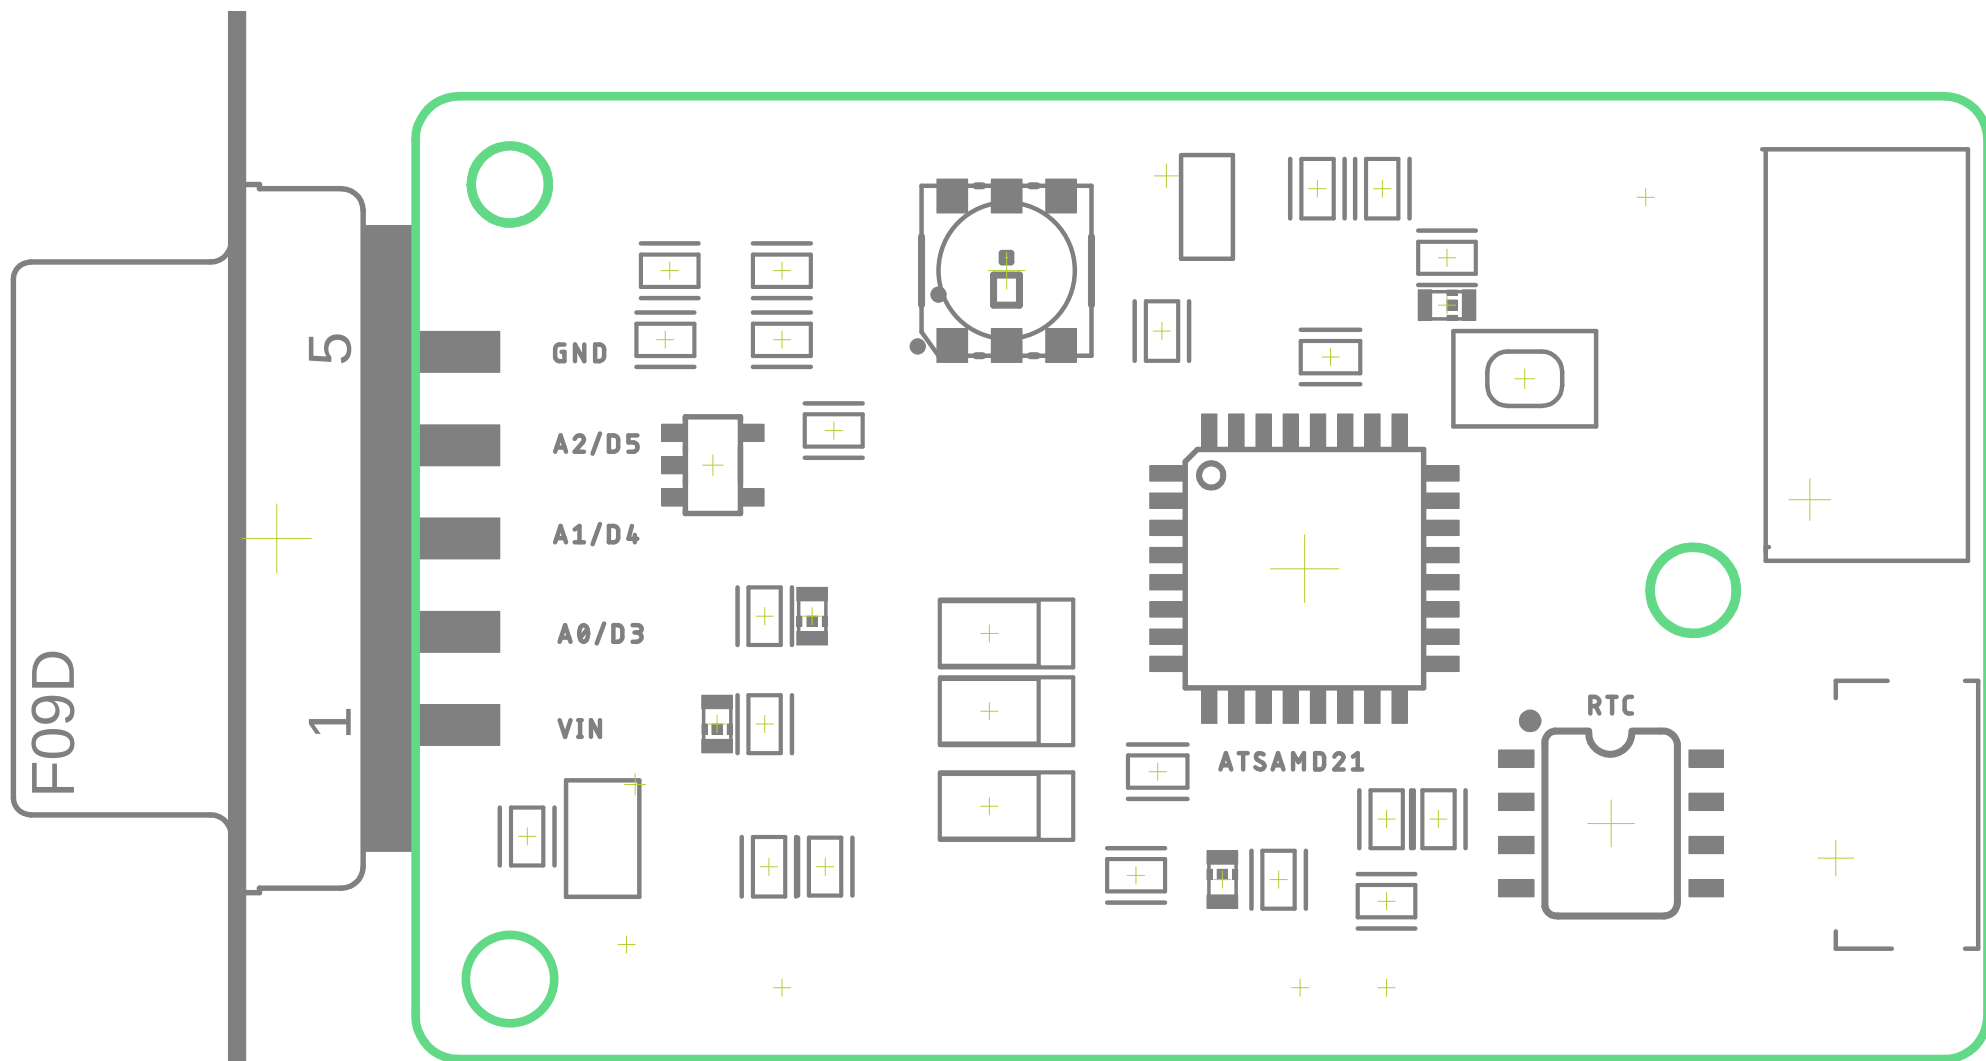 5
GND
A2/D5
A1/D4
A0/D3
F09D
1
VIN
RTC
ATSAMD21